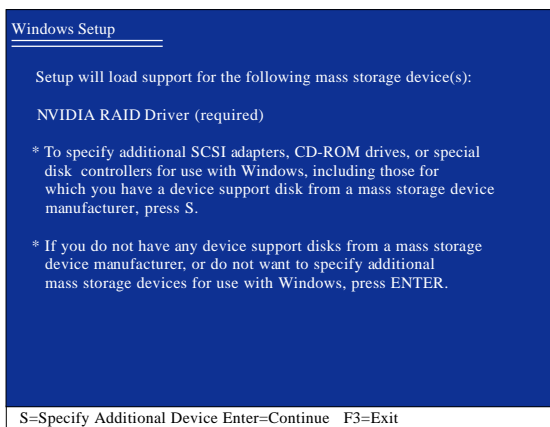 Windows Setup
Setup will load support for the following mass storage device(s):
NVIDIA RAID Driver (required)
* To specify additional SCSI adapters, CD-ROM drives, or special
disk controllers for use with Windows, including those for
which you have a device support disk from a mass storage device
manufacturer, press S.
* If you do not have any device support disks from a mass storage
device manufacturer, or do not want to specify additional
mass storage devices for use with Windows, press ENTER.
S=Specify Additional Device Enter=Continue F3=Exit